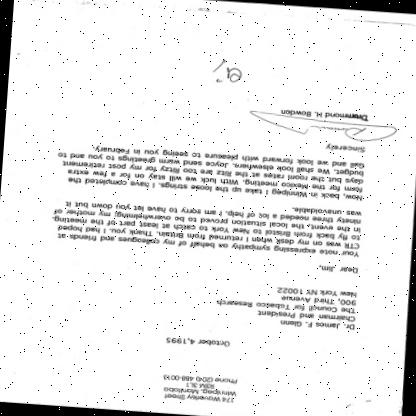 174 Waverley Street
Winnipeg, Manitoba
R3M 3L1
Phone (204) 488-0013
October 4, 1995
Dr. James F. Glenn
Chairman and President
The Council for Tobacco Research
900, Third Avenue
New York NY 10022
Dear Jim,
Your note expressing sympathy on behalf of my colleagues and friends at
CTR was on my desk when I returned from Britain. Thank you. I had hoped
to fly back from Bristol to New York to catch at least part of the meeting.
In the event, the local situation proved to be overwhelming; my mother of
ninety three needed a lot of help. I am sorry to have let you down but it
was unavoidable.
Now, back in Winnipeg I take up the loose strings. I have completed the
form for the Mexico meeting. With luck we will stay on for a few extra
days but, the room rates at the Ritz are too Ritzy for my post retirement
budget. We shall look elsewhere. Joyce send warm greetings to you and to
Gail and we look forward with pleasure to seeing you in February.
Sincerely
Drummond H. Bowdon